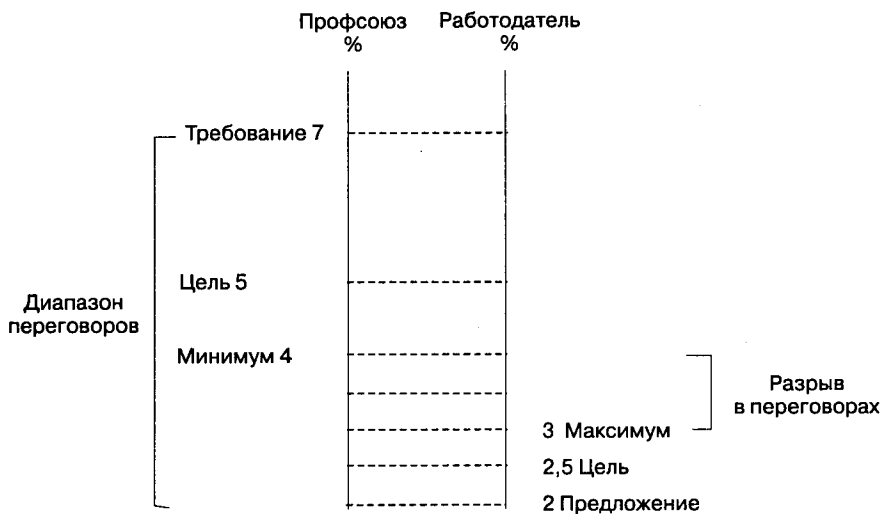 Профсоюз Работодатель
% %
Требование 7
Цель 5
Диапазон
переговоров
Минимум 4
Разрыв
в переговорах
3 Максимум
2,5 Цель
2 Предложение